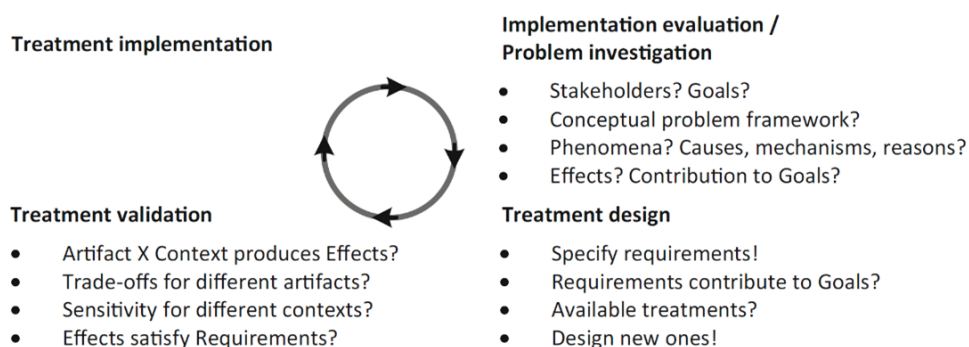 Treatment implementation
Implementation evaluation /
Problem investigation
• Stakeholders? Goals?
• Conceptual problem framework?
• Phenomena? Causes, mechanisms, reasons?
• Effects? Contribution to Goals?
Treatment validation
• Artifact X Context produces Effects?
• Trade-offs for different artifacts?
• Sensitivity for different contexts?
• Effects satisfy Requirements?
Treatment design
• Specify requirements!
• Requirements contribute to Goals?
• Available treatments?
• Design new ones!